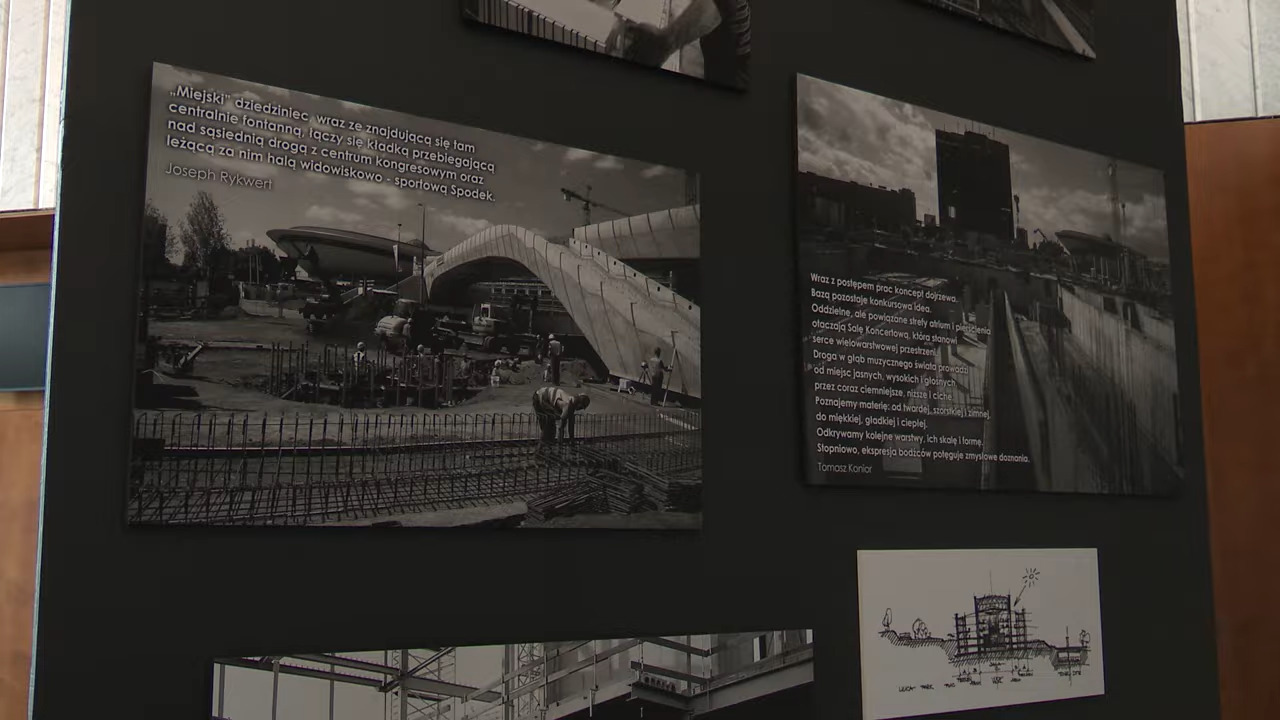 „Miejski” dziedziniec, wraz ze znajdującą się tam
centralnie fontanną, łączy się kładką przebiegającą
nad sąsiednią drogą z centrum kongresowym oraz
leżącą za nim halą widowiskowo - sportową Spodek.
Joseph Rykwert
Wraz z postępem prac koncept dojrzewa.
Bazą pozostaje konkursowa idea.
Oddzielne, ale powiązane strefy atrium i pierścienia
otaczają Salę Koncertową, która stanowi
serce wielowarstwowej przestrzeni.
Droga w głąb muzycznego świata prowadzi
od miejsc jasnych, wysokich i głośnych,
przez coraz ciemniejsze, niższe i ciche.
Poznajemy materię: od twardej, szorstkiej i zimnej,
do miękkiej, gładkiej i ciepłej.
Odkrywamy kolejne warstwy, ich skalę i formę.
Stopniowo, ekspresja bodźców potęguje zmysłowe doznania.
Tomasz Konior